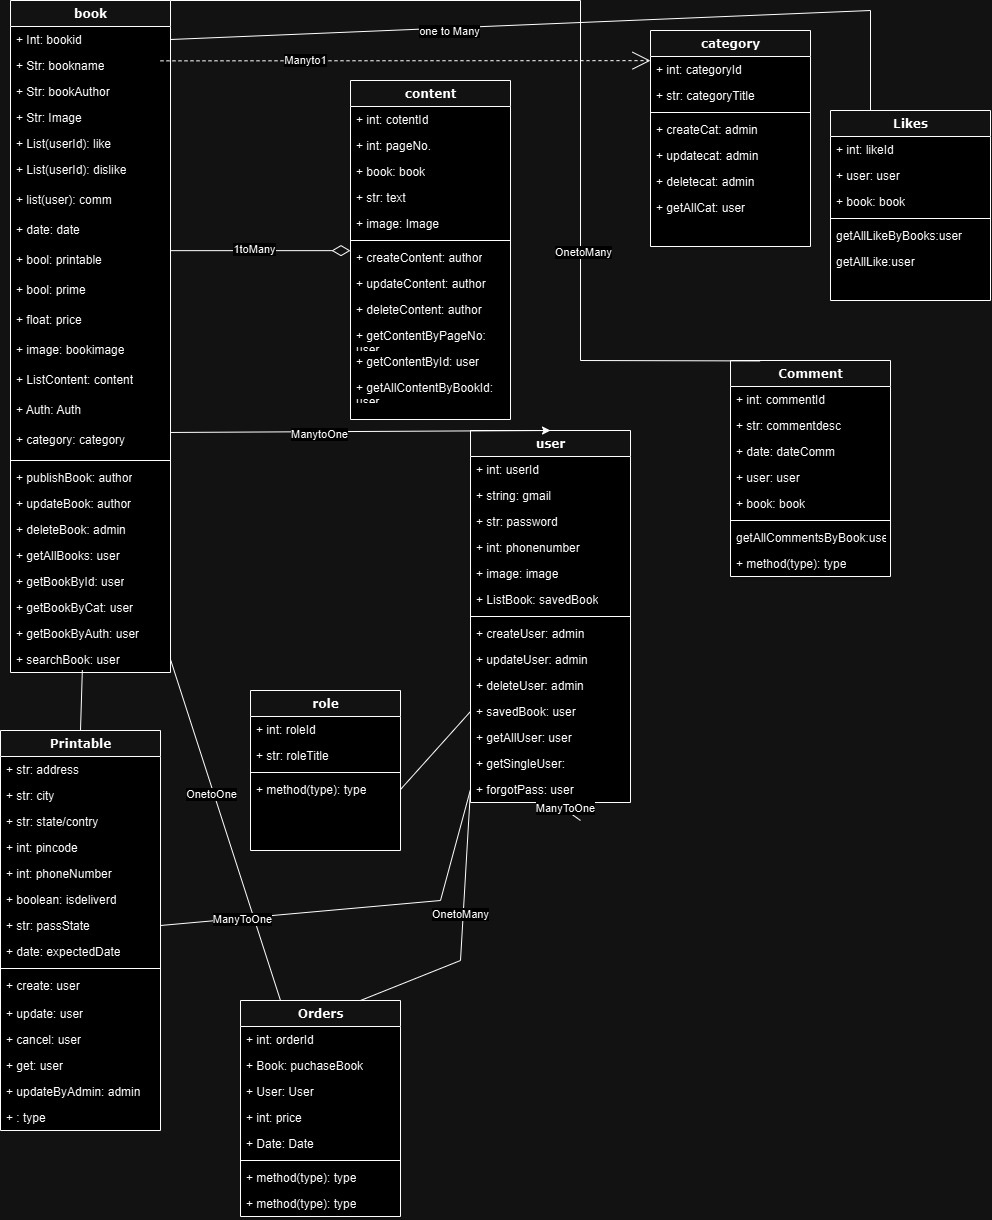 book
+ Int: bookid
+ Str: bookname
+ Str: bookAuthor
+ Str: Image
+ List(userId): like
+ List(userId): dislike
+ list(user): comm
+ date: date
+ bool: printable
+ bool: prime
+ float: price
+ image: bookimage
+ ListContent: content
+ Auth: Auth
+ category: category
+ publishBook: author
+ updateBook: author
+ deleteBook: admin
+ getAllBooks: user
+ getBookById: user
+ getBookByCat: user
+ getBookByAuth: user
+ searchBook: user
one to Many
Manyto1
1toMany
ManytoOne
OnetoMany
content
+ int: cotentId
+ int: pageNo.
+ book: book
+ str: text
+ image: Image
+ createContent: author
+ updateContent: author
+ deleteContent: author
+ getContentByPageNo:
user
+ getContentById: user
+ getAllContentByBookId:
user
category
+ int: categoryId
+ str: categoryTitle
+ createCat: admin
+ updatecat: admin
+ deletecat: admin
+ getAllCat: user
Likes
+ int: likeId
+ user: user
+ book: book
getAllLikeByBooks:user
getAllLike:user
Comment
+ int: commentId
+ str: commentdesc
+ date: dateComm
+ user: user
+ book: book
getAllCommentsByBook:use
+ method(type): type
user
+ int: userId
+ string: gmail
+ str: password
+ int: phonenumber
+ image: image
+ ListBook: savedBook
+ createUser: admin
+ updateUser: admin
+ deleteUser: admin
+ savedBook: user
+ getAllUser: user
+ getSingleUser:
+ forgotPass: user
ManyToOne
role
+ int: roleId
+ str: roleTitle
+ method(type): type
OnetoOne
ManyToOne
OnetoMany
Printable
+ str: address
+ str: city
+ str: state/contry
+ int: pincode
+ int: phoneNumber
+ boolean: isdeliverd
+ str: passState
+ date: expectedDate
+ create: user
+ update: user
+ cancel: user
+ get: user
+ updateByAdmin: admin
+ : type
Orders
+ int: orderId
+ Book: puchaseBook
+ User: User
+ int: price
+ Date: Date
+ method(type): type
+ method(type): type